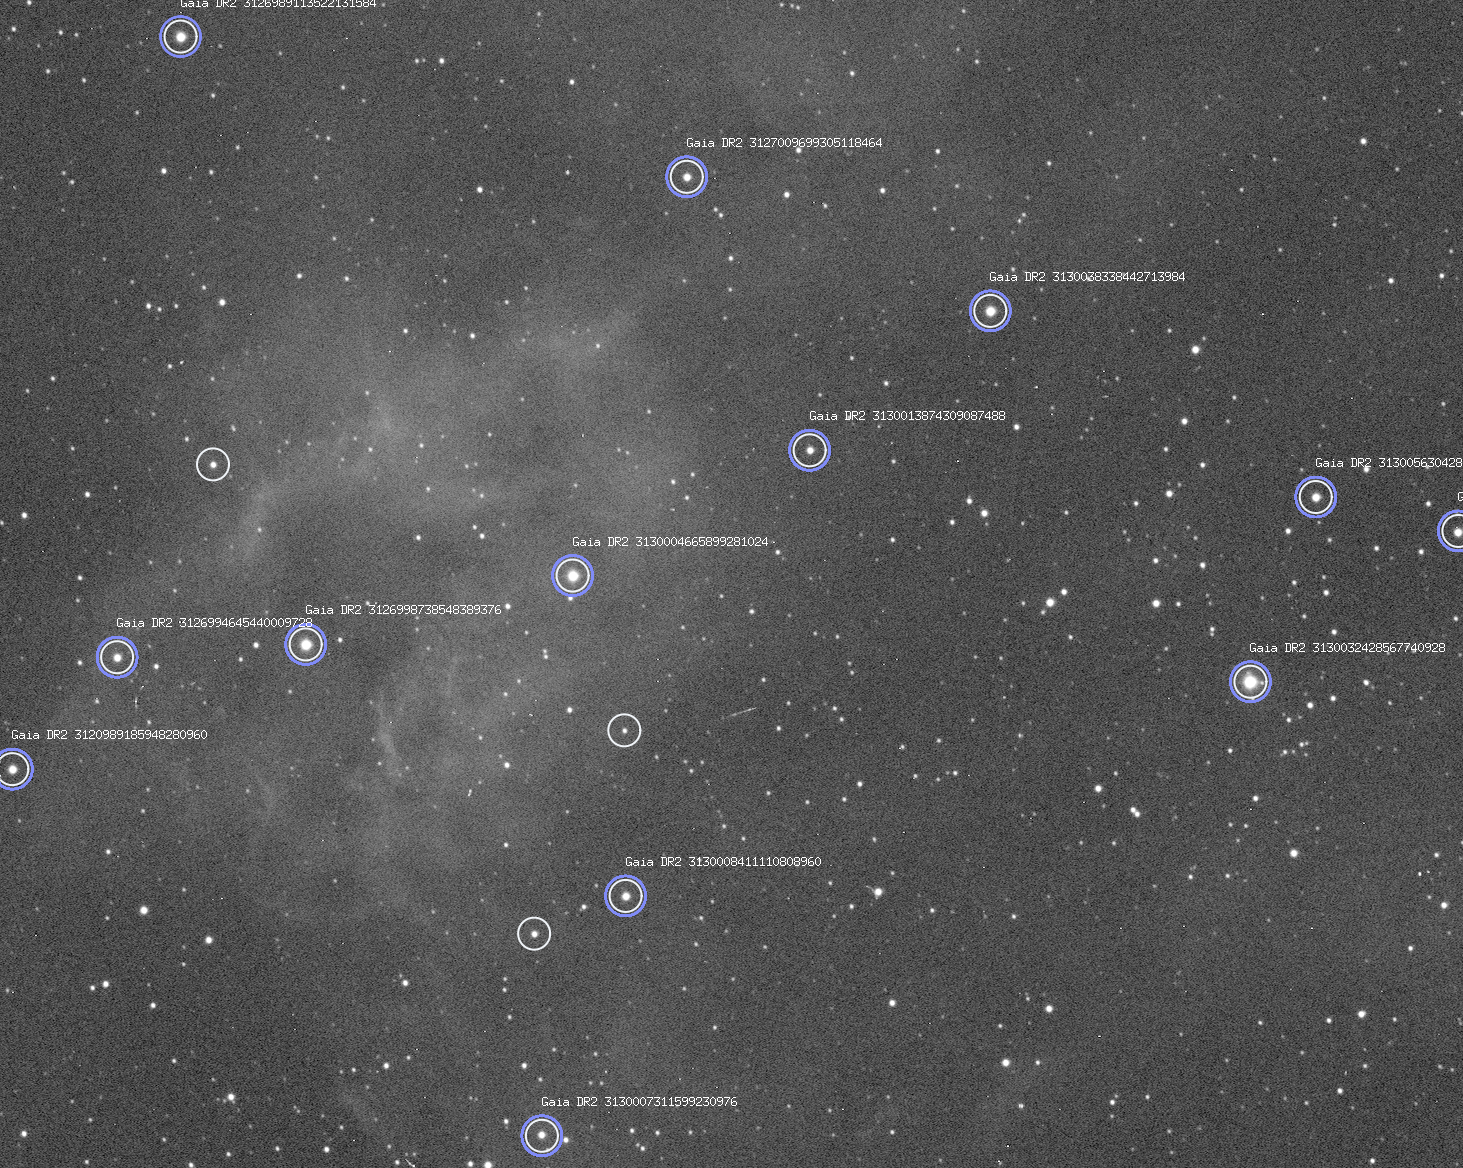 Gaia DR2 3126989113522131584
Gaia DR2 3127009699305118464
Gaia DR2 3130038338442713984
Gaia DR2 3130013874309087488
Gaia DR2 313005630428
G
Gaia DR2 3130004665899281024
Gaia DR2 3126998738548389376
Gaia DR2 3126994645440009728
Gaia DR2 3130032428567740928
Gaia DR2 3120989185948280960
Gaia DR2 3130008411110808960
Gaia DR2 3130007311599230976